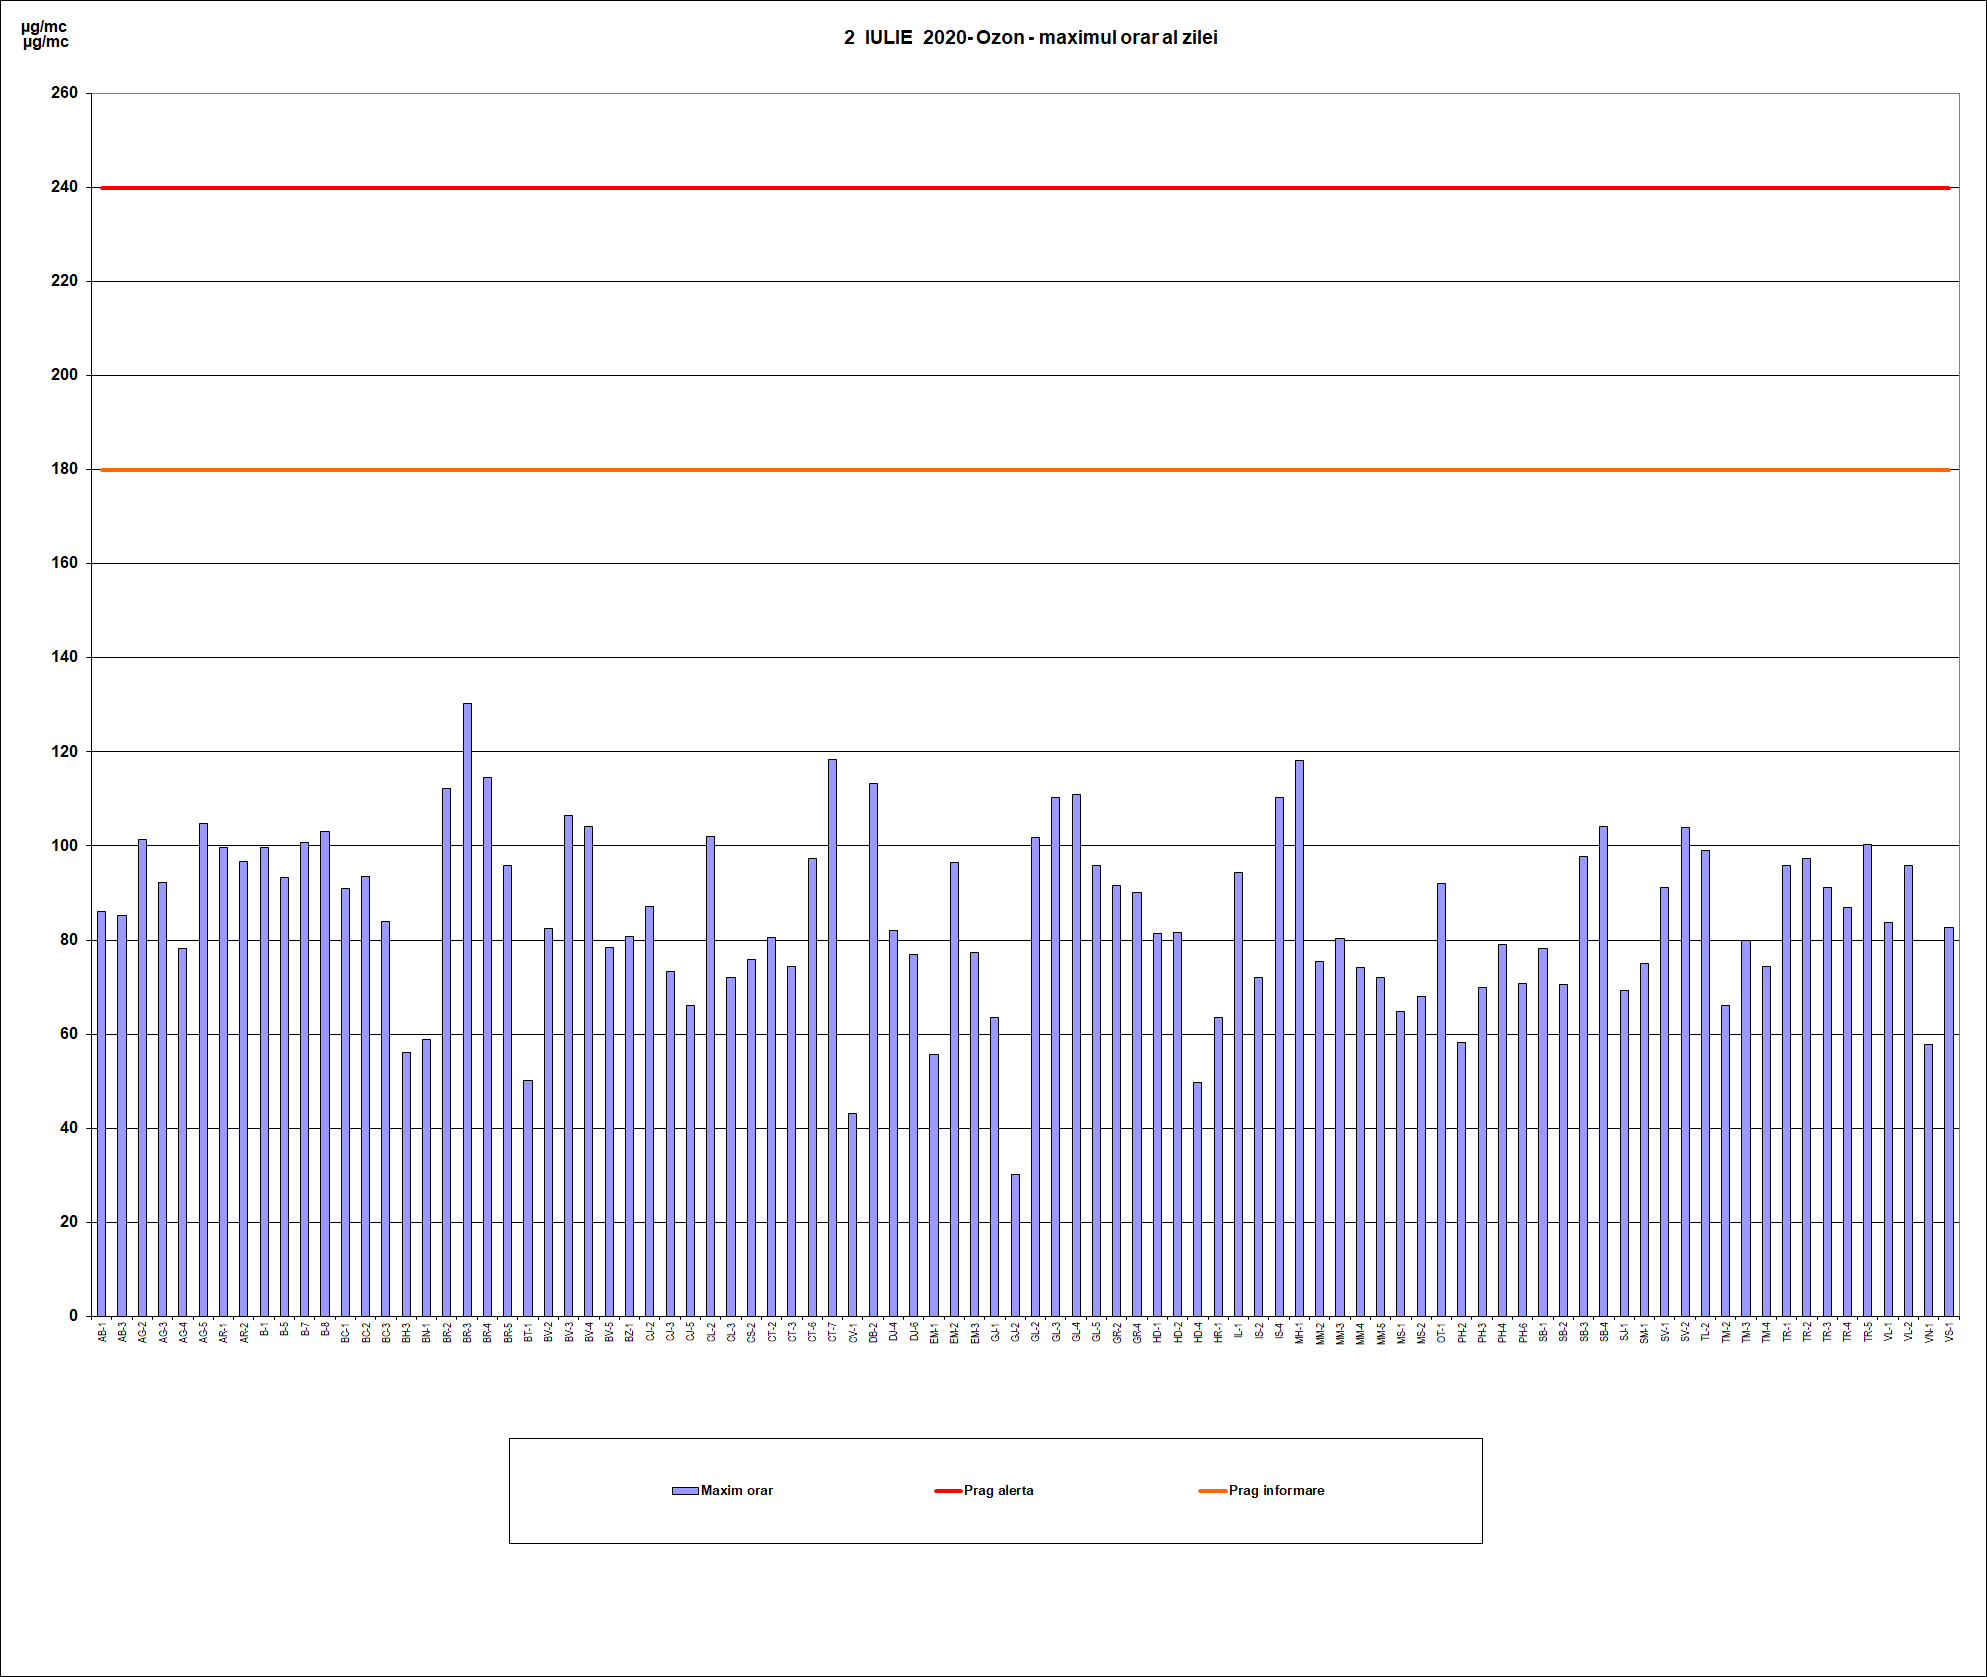 µg/mc
µg/mc
2 IULIE 2020- Ozon - maximul orar al zilei
260
240
220
200
180
160
140
120
100
80
60
40
20
0
AB-1 AB-3 AG-2 AG-3 AG-4 AG-5 AR-1 AR-2 B-1 B-5 B-7 B-8 BC-1 BC-2 BC-3 BH-3 BN-1 BR-2 BR-3 BR-4 BR-5 BT-1 BV-2 BV-3 BV-4 BV-5 BZ-1 CJ-2 CJ-3 CJ-5 CL-2 CL-3 CS-2 CT-2 CT-3 CT-6 CT-7 CV-1 DB-2 DJ-4 DJ-6 EM-1 EM-2 EM-3 GJ-1 GJ-2 GL-2 GL-3 GL-4 GL-5 GR-2 GR-4 HD-1 HD-2 HD-4 HR-1 IL-1 IS-2 IS-4 MH-1 MM-2 MM-3 MM-4 MM-5 MS-1 MS-2 OT-1 PH-2 PH-3 PH-4 PH-6 SB-1 SB-2 SB-3 SB-4 SJ-1 SM-1 SV-1 SV-2 TL-2 TM-2 TM-3 TM-4 TR-1 TR-2 TR-3 TR-4 TR-5 VL-1 VL-2 VN-1 VS-1
Maxim orar Prag alerta Prag informare